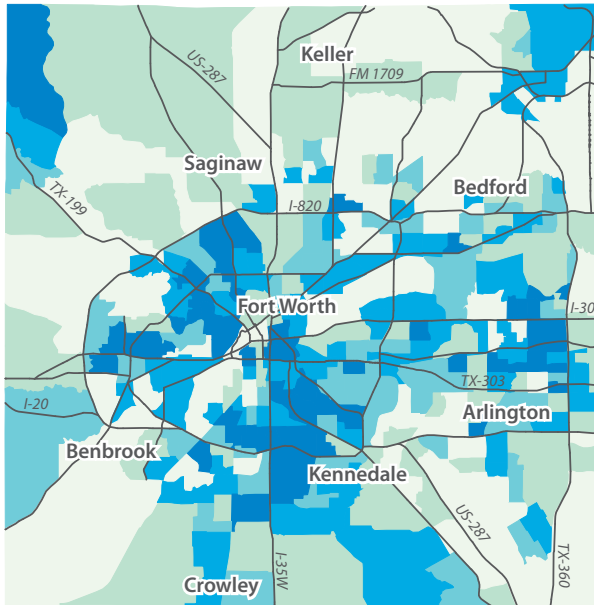 Keller
US-287
FM 1709
Saginaw
Bedford
TX-199
I-820
Fort Worth
I-30
TX-303
I-20
Arlington
Benbrook
Kennedale
US-287
I-35W
TX-360
Crowley